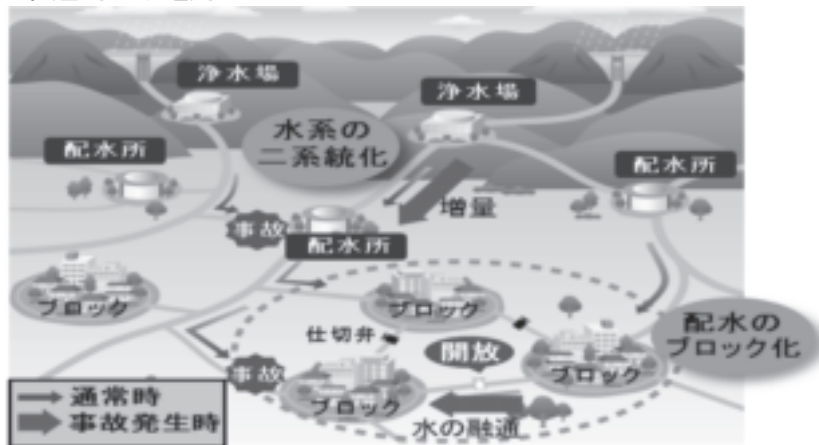 浄水場
浄水場
水系の
二系統化
配水所
配水所
増量
事故
配水所
ブロック
ブロック
仕切弁
開放
配水の
ブロック化
事故
ブロック
ブロック
水の融通
通常時
事故発生時